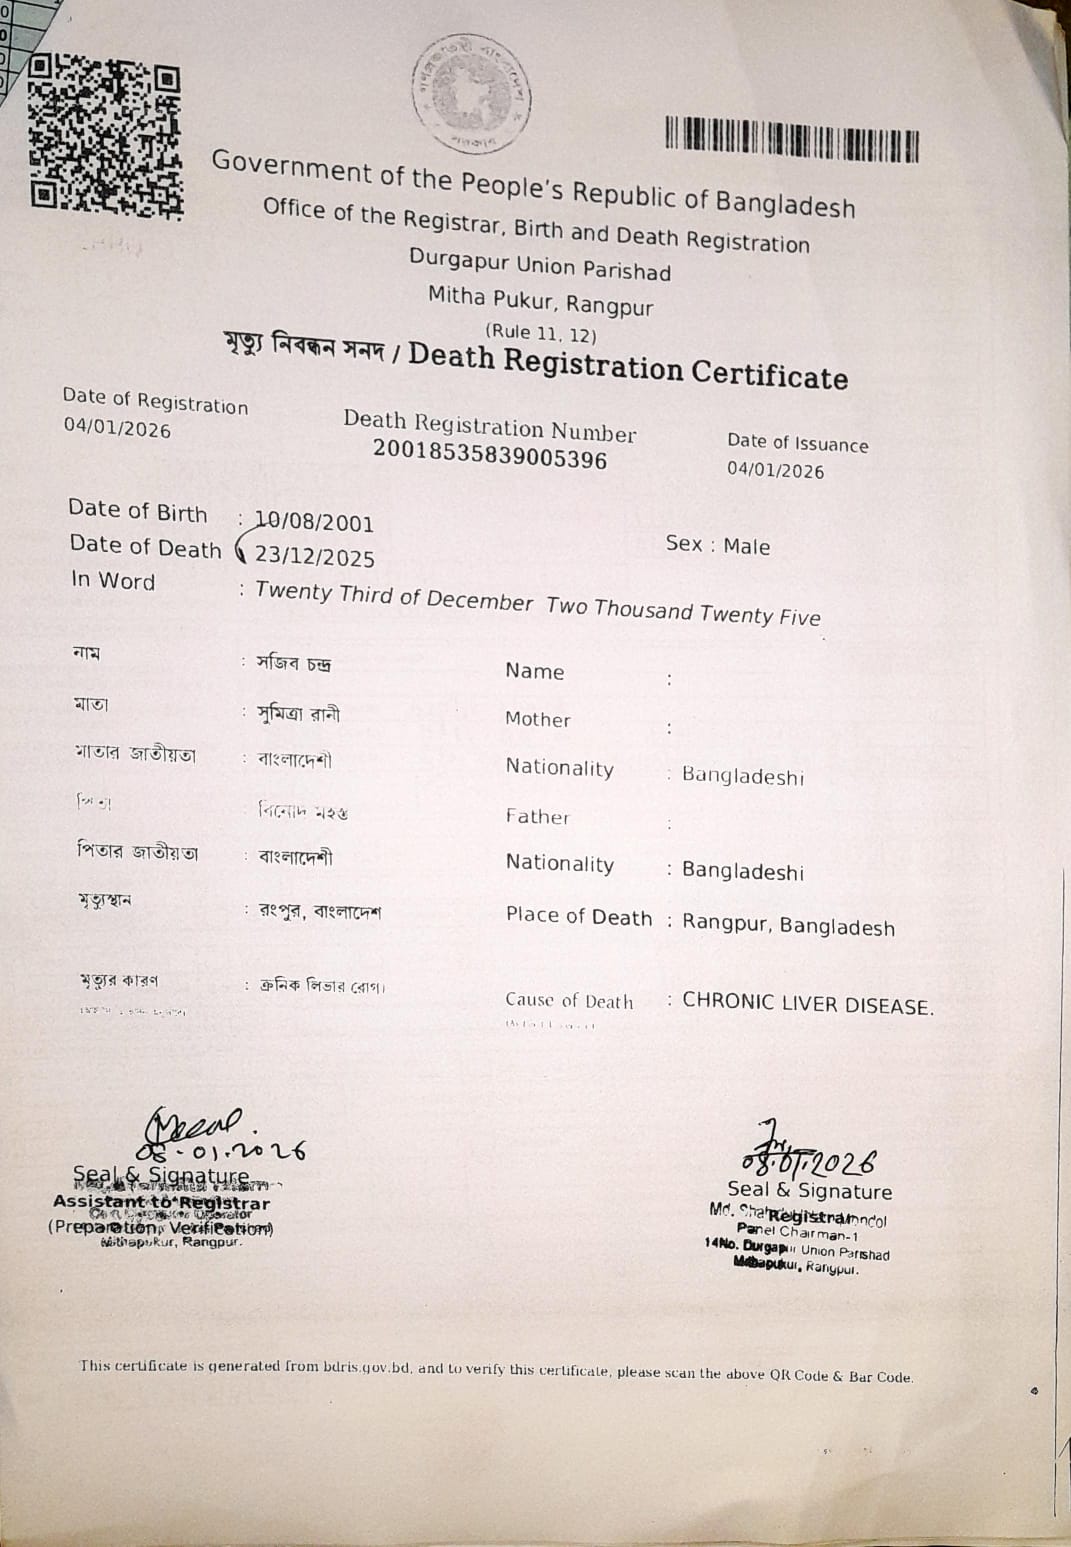 গণপ্রজাতন্ত্রী বাংলাদেশ
সরকার
Government of the People's Republic of Bangladesh
Office of the Registrar, Birth and Death Registration
Durgapur Union Parishad
Mitha Pukur, Rangpur
(Rule 11, 12)
মৃত্যু নিবন্ধন সনদ / Death Registration Certificate
Date of Registration
04/01/2026
Death Registration Number
20018535839005396
Date of Issuance
04/01/2026
Date of Birth : 10/08/2001
Sex : Male
Date of Death 23/12/2025
In Word : Twenty Third of December Two Thousand Twenty Five
নাম : সজিব চন্দ্র Name :
মাতা : সুমিত্রা রানী Mother :
মাতার জাতীয়তা : বাংলাদেশী Nationality : Bangladeshi
পিতা : বিনোদ মহন্ত Father :
পিতার জাতীয়তা : বাংলাদেশী Nationality : Bangladeshi
মৃত্যুস্থান : রংপুর, বাংলাদেশ Place of Death : Rangpur, Bangladesh
মৃত্যুর কারণ : ক্রনিক লিভার রোগ। Cause of Death : CHRONIC LIVER DISEASE.
08.01.2026
Seal & Signature
Assistant to Registrar
(Preparation, Verification)
Mithapukur, Rangpur.
08.01.2026
Seal & Signature
Registrar
Panel Chairman-1
14No. Durgapur Union Parishad
Mithapukur, Rangpur.
This certificate is generated from bdris.gov.bd, and to verify this certificate, please scan the above QR Code & Bar Code.